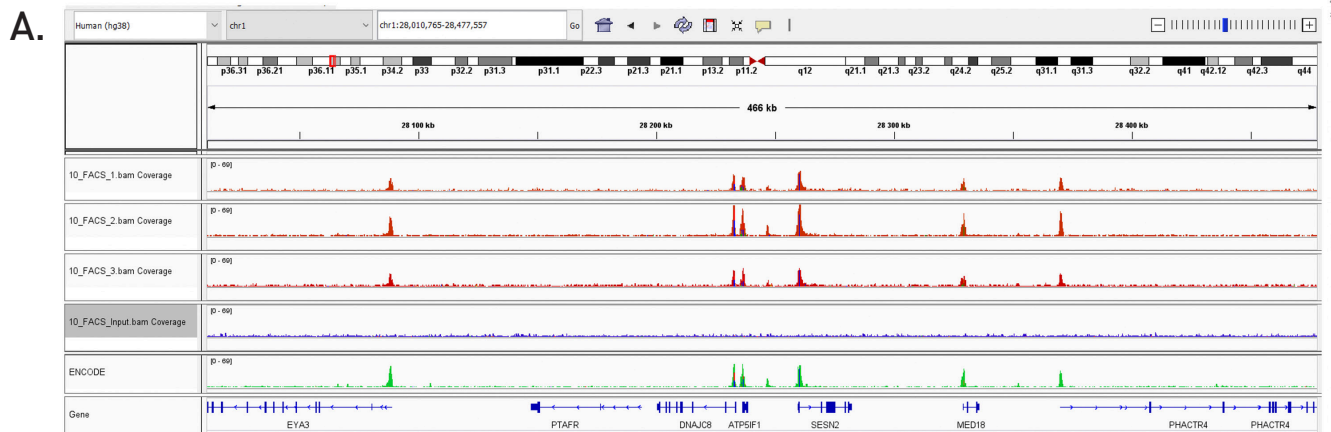 A.
Human (hg38) chr1 chr1:28,010,765-28,477,557 Go
p36.31 p36.21 p36.11 p35.1 p34.2 p33 p32.2 p31.3 p31.1 p22.3 p21.3 p21.1 p13.2 p11.2 q12 q21.1 q21.3 q23.2 q24.2 q25.2 q31.1 q31.3 q32.2 q41 q42.12 q42.3 q44
466 kb
28 100 kb 28 200 kb 28 300 kb 28 400 kb
10_FACS_1.bam Coverage [0 - 69]
10_FACS_2.bam Coverage [0 - 69]
10_FACS_3.bam Coverage [0 - 69]
10_FACS_Input.bam Coverage [0 - 69]
ENCODE [0 - 69]
Gene
EYA3 PTAFR DNAJC8 ATP5IF1 SESN2 MED18 PHACTR4 PHACTR4